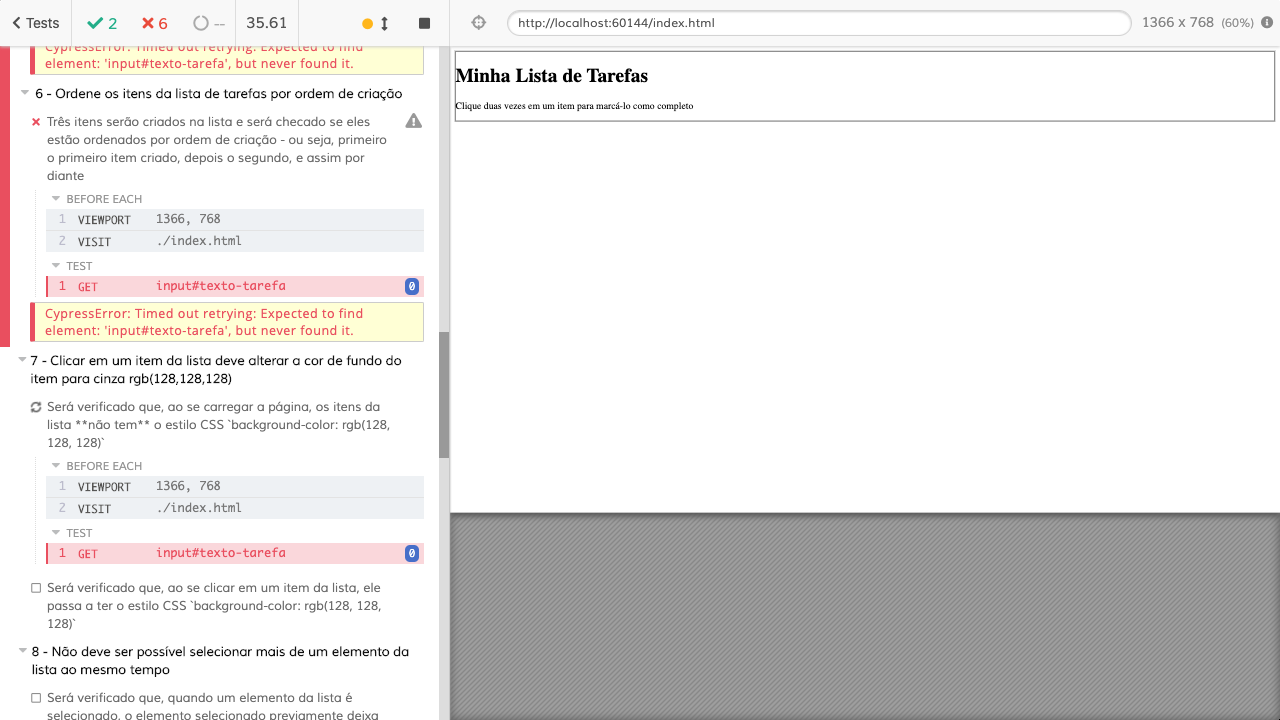 Tests 2 6 -- 35.61
http://localhost:60144/index.html 1366 x 768 (60%)
CypressError: Timed out retrying: Expected to find
element: 'input#texto-tarefa', but never found it.
6 - Ordene os itens da lista de tarefas por ordem de criação
Três itens serão criados na lista e será checado se eles
estão ordenados por ordem de criação - ou seja, primeiro
o primeiro item criado, depois o segundo, e assim por
diante
BEFORE EACH
1 VIEWPORT 1366, 768
2 VISIT ./index.html
TEST
1 GET input#texto-tarefa 0
CypressError: Timed out retrying: Expected to find
element: 'input#texto-tarefa', but never found it.
7 - Clicar em um item da lista deve alterar a cor de fundo do
item para cinza rgb(128,128,128)
Será verificado que, ao se carregar a página, os itens da
lista **não tem** o estilo CSS `background-color: rgb(128,
128, 128)`
BEFORE EACH
1 VIEWPORT 1366, 768
2 VISIT ./index.html
TEST
1 GET input#texto-tarefa 0
Será verificado que, ao se clicar em um item da lista, ele
passa a ter o estilo CSS `background-color: rgb(128, 128,
128)`
8 - Não deve ser possível selecionar mais de um elemento da
lista ao mesmo tempo
Será verificado que, quando um elemento da lista é
selecionado, o elemento selecionado previamente deixa
Minha Lista de Tarefas
Clique duas vezes em um item para marcá-lo como completo